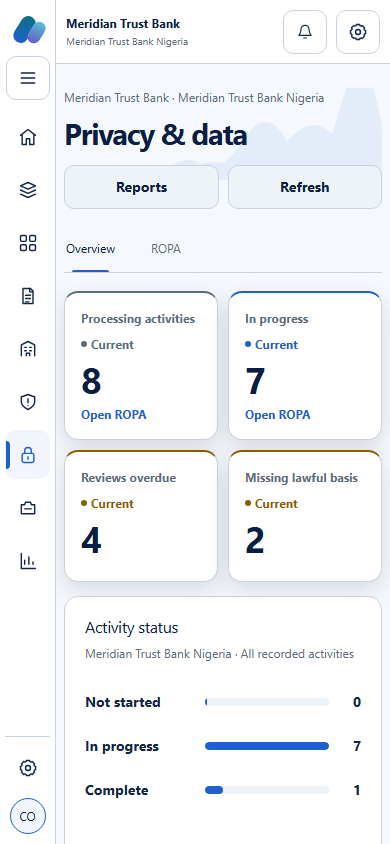 Meridian Trust Bank
Meridian Trust Bank Nigeria
Meridian Trust Bank · Meridian Trust Bank Nigeria
Privacy & data
Reports
Refresh
Overview
ROPA
Processing activities
Current
8
Open ROPA
In progress
Current
7
Open ROPA
Reviews overdue
Current
4
Missing lawful basis
Current
2
Activity status
Meridian Trust Bank Nigeria · All recorded activities
Not started 0
In progress 7
Complete 1
CO